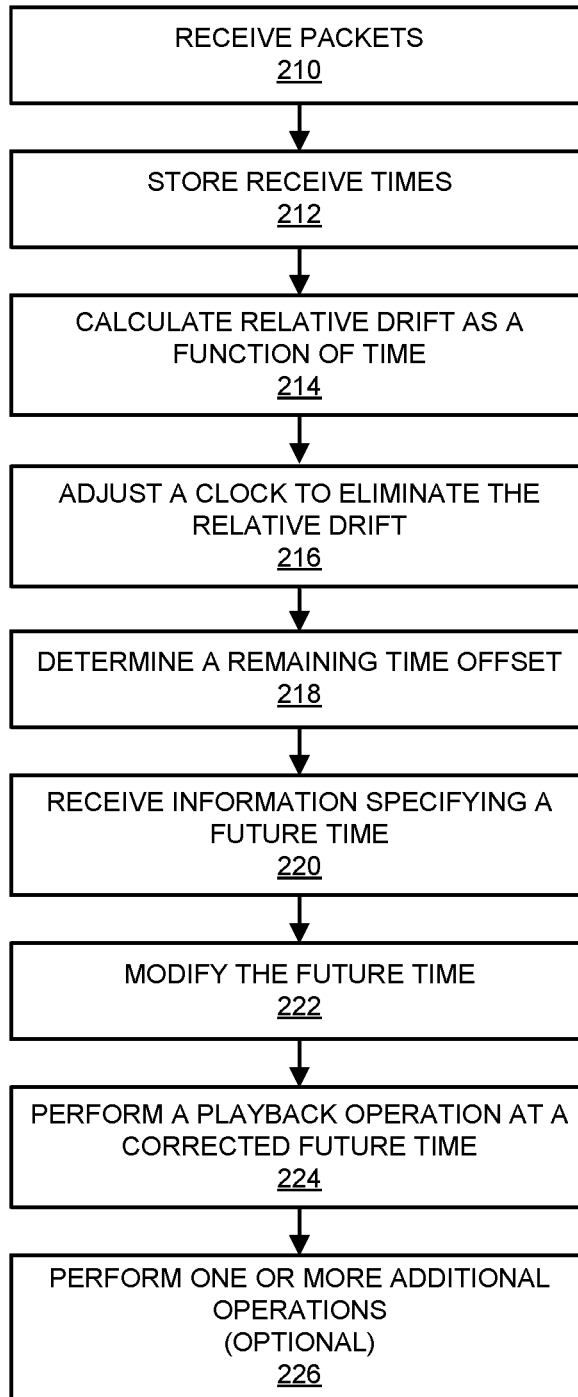 RECEIVE PACKETS
210
STORE RECEIVE TIMES
212
CALCULATE RELATIVE DRIFT AS A
FUNCTION OF TIME
214
ADJUST A CLOCK TO ELIMINATE THE
RELATIVE DRIFT
216
DETERMINE A REMAINING TIME OFFSET
218
RECEIVE INFORMATION SPECIFYING A
FUTURE TIME
220
MODIFY THE FUTURE TIME
222
PERFORM A PLAYBACK OPERATION AT A
CORRECTED FUTURE TIME
224
PERFORM ONE OR MORE ADDITIONAL
OPERATIONS
(OPTIONAL)
226